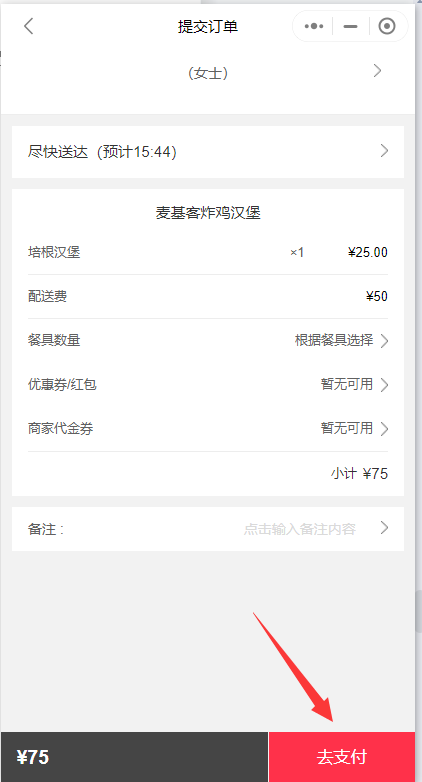 提交订单
（女士）
尽快送达（预计15:44）
麦基客炸鸡汉堡
培根汉堡 ×1 ¥25.00
配送费 ¥50
餐具数量 根据餐具选择
优惠券/红包 暂无可用
商家代金券 暂无可用
小计 ¥75
备注： 点击输入备注内容
¥75 去支付